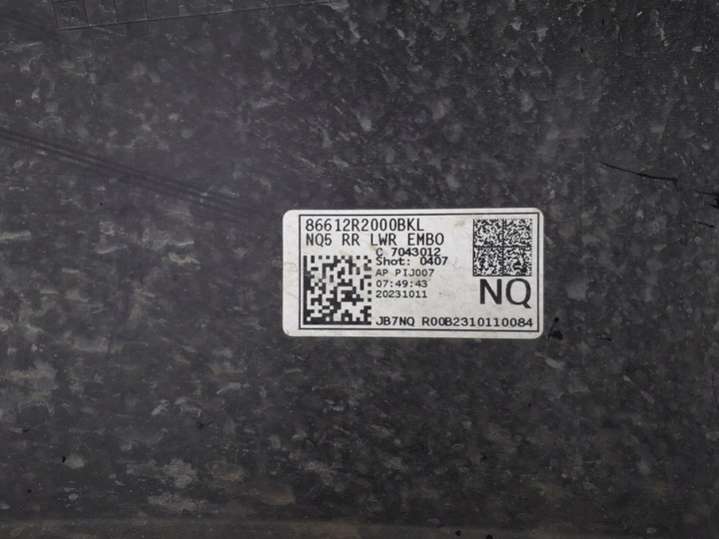 86612R2000BKL
NQ5 RR LWR EMBO
C 7043012
Shot: 0407
AP PIJ007
07:49:43
20231011
NQ
JB7NQ R00B2310110084